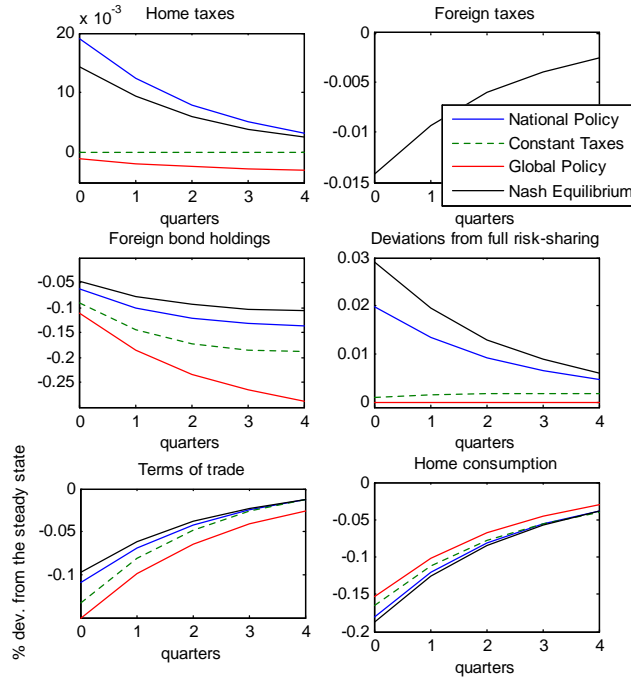 Home taxes
x 10-3
20
10
0
0 1 2 3 4
quarters
Foreign taxes
0
-0.005
-0.01
-0.015
0 1 2 3 4
quarters
National Policy
Constant Taxes
Global Policy
Nash Equilibrium
Foreign bond holdings
-0.05
-0.1
-0.15
-0.2
-0.25
0 1 2 3 4
quarters
Deviations from full risk-sharing
0.03
0.02
0.01
0
0 1 2 3 4
quarters
% dev. from the steady state
Terms of trade
0
-0.05
-0.1
0 1 2 3 4
quarters
Home consumption
0
-0.05
-0.1
-0.15
-0.2
0 1 2 3 4
quarters